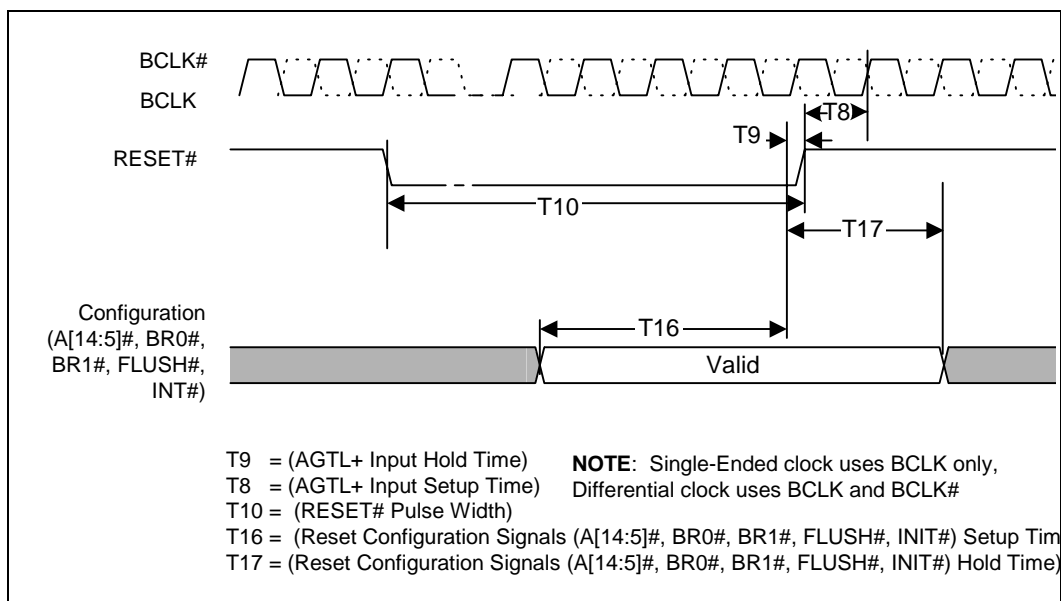 BCLK#
BCLK
T8
T9
RESET#
T10
T17
Configuration
(A[14:5]#, BR0#,
BR1#, FLUSH#,
INT#)
T16
Valid
T9 = (AGTL+ Input Hold Time)
T8 = (AGTL+ Input Setup Time)
T10 = (RESET# Pulse Width)
T16 = (Reset Configuration Signals (A[14:5]#, BR0#, BR1#, FLUSH#, INIT#) Setup Tim
T17 = (Reset Configuration Signals (A[14:5]#, BR0#, BR1#, FLUSH#, INIT#) Hold Time)
NOTE: Single-Ended clock uses BCLK only,
Differential clock uses BCLK and BCLK#